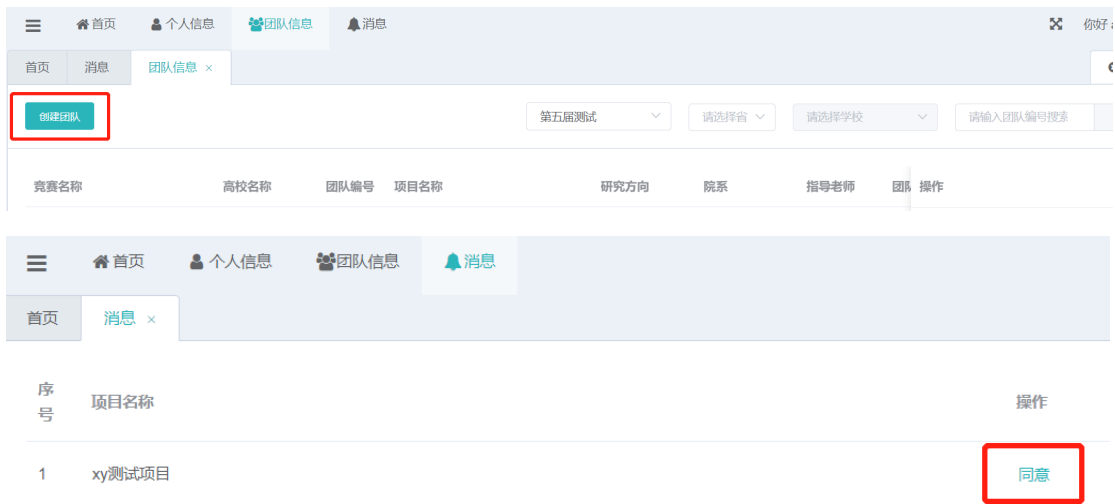 首页 个人信息 团队信息 消息 你好
首页 消息 团队信息 ×
创建团队 第五届测试 请选择省 请选择学校 请输入团队编号搜索
竞赛名称 高校名称 团队编号 项目名称 研究方向 院系 指导老师 团队 操作
首页 个人信息 团队信息 消息
首页 消息 ×
序号 项目名称 操作
1 xy测试项目 同意